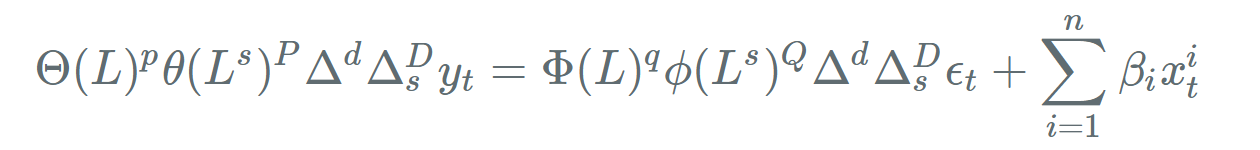 Θ(L)^p θ(L^s)^P Δ^d Δ_s^D y_t = Φ(L)^q ϕ(L^s)^Q Δ^d Δ_s^D ϵ_t + ∑_{i=1}^n β_i x_t^i